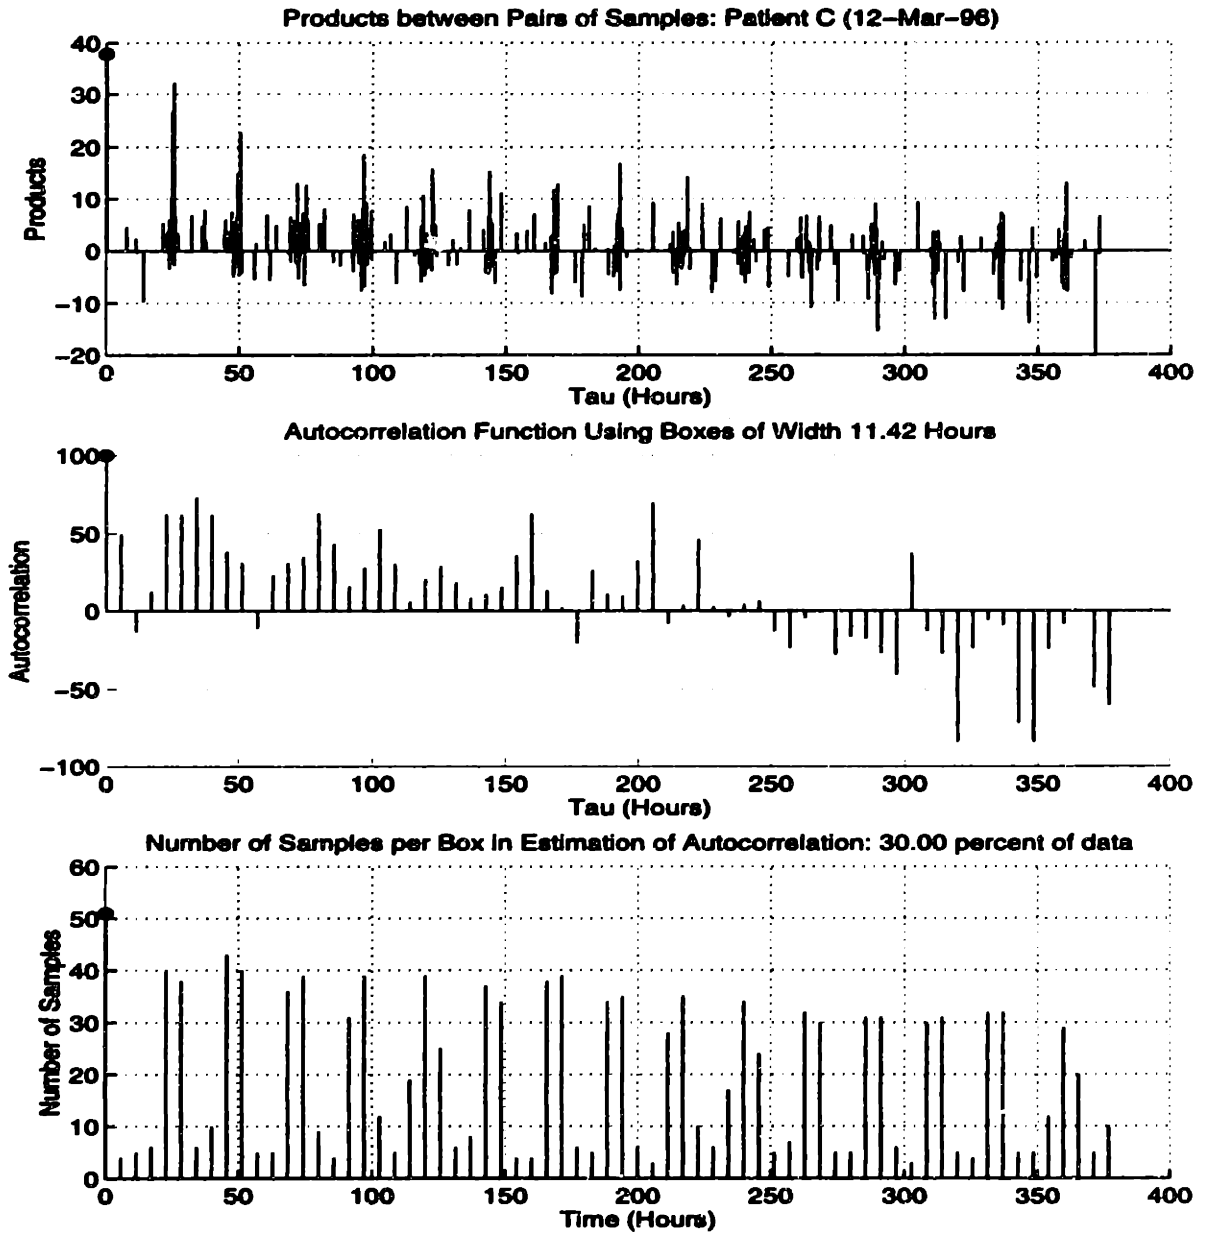 Products between Pairs of Samples: Patient C (12-Mar-96)
40
30
20
10
0
-10
-20
Products
0 50 100 150 200 250 300 350 400
Tau (Hours)
Autocorrelation Function Using Boxes of Width 11.42 Hours
100
50
0
-50
-100
Autocorrelation
0 50 100 150 200 250 300 350 400
Tau (Hours)
Number of Samples per Box in Estimation of Autocorrelation: 30.00 percent of data
60
50
40
30
20
10
0
Number of Samples
0 50 100 150 200 250 300 350 400
Time (Hours)